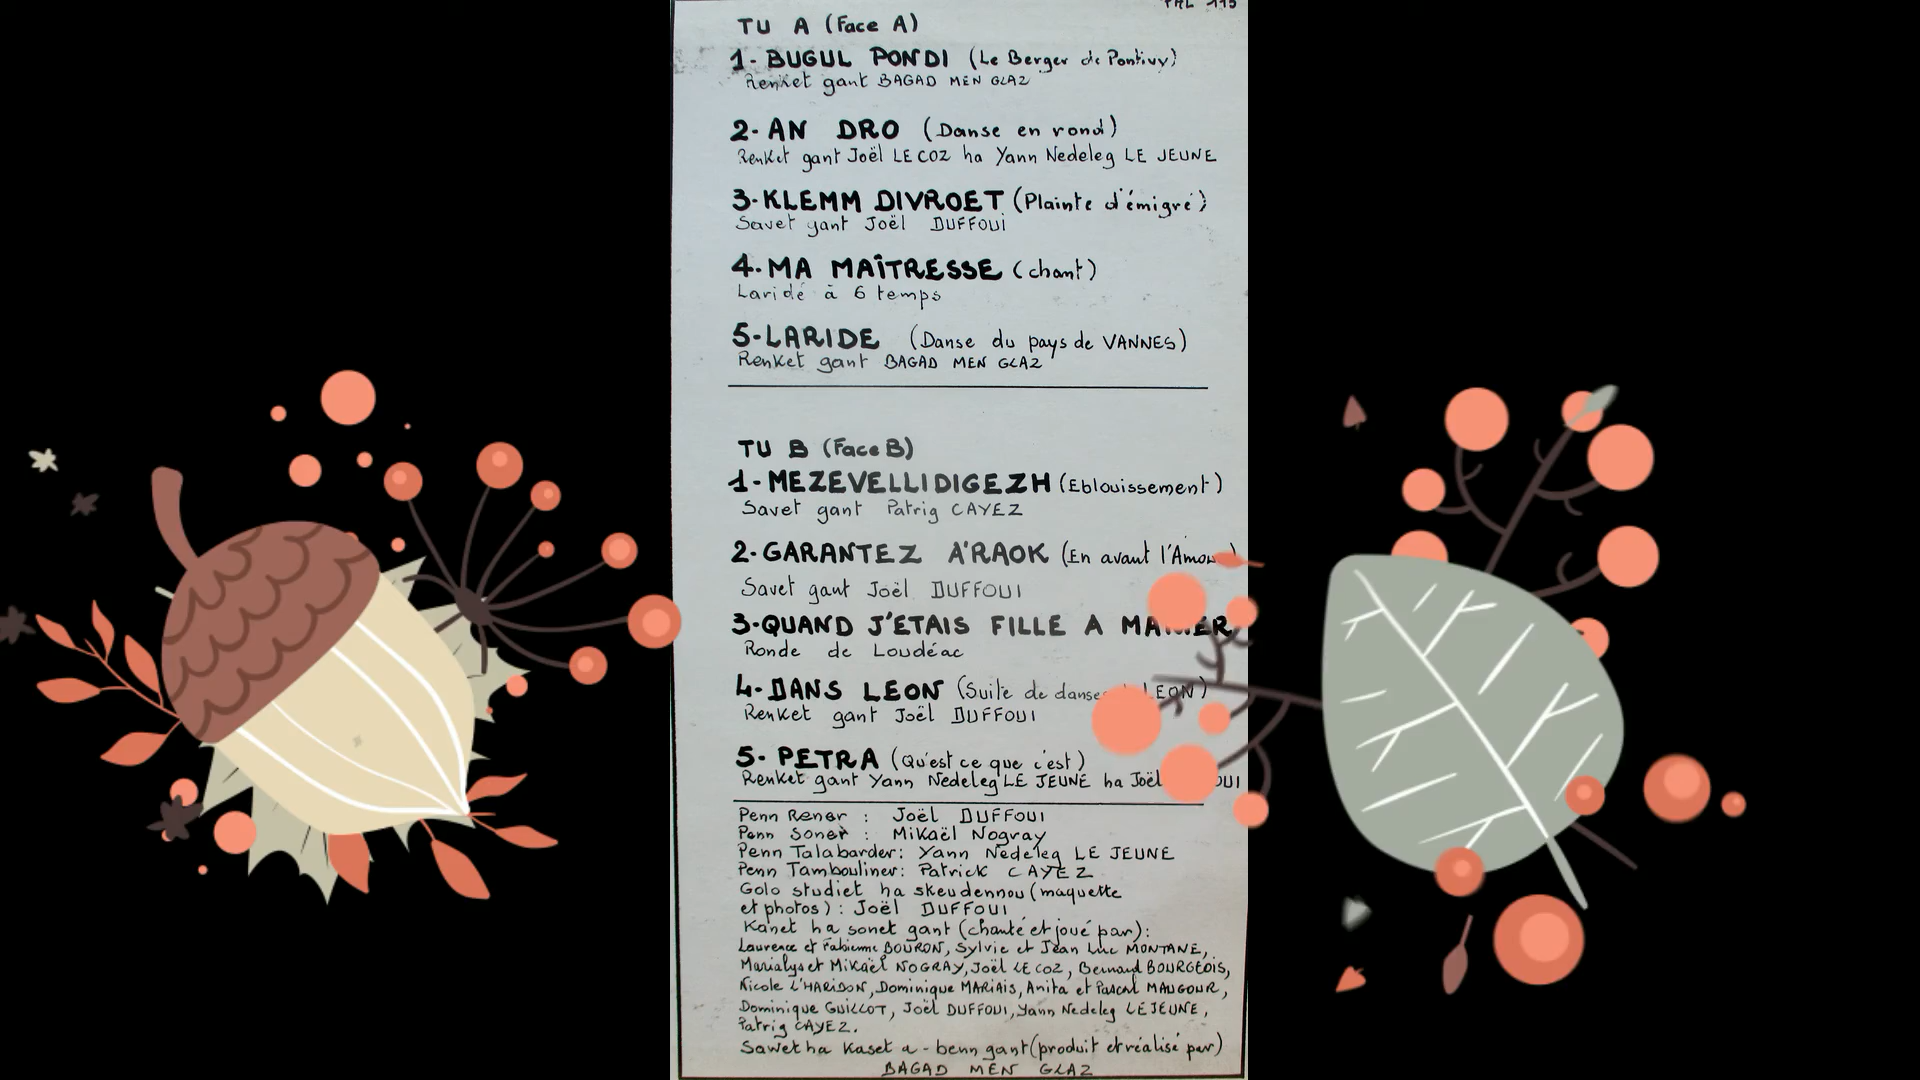 TU A (Face A)
1- BUGUL PONDI (Le Berger de Pontivy)
Renket gant BAGAD MEN GLAZ
2- AN DRO (Danse en rond)
Renket gant Joël LE COZ ha Yann Nedeleg LE JEUNE
3- KLEMM DIVROET (Plainte d'émigré)
Savet gant Joël DUFFOUI
4- MA MAÎTRESSE (chant)
Laridé à 6 temps
5- LARIDE (Danse du pays de VANNES)
Renket gant BAGAD MEN GLAZ
TU B (Face B)
1- MEZEVELLIDIGEZH (Eblouissement)
Savet gant Patrig CAYEZ
2- GARANTEZ A'RAOK (En avant
Savet gant Joël DUFFOUI
3- QUAND J'ETAIS FILLE A
Ronde de Loudéac
4- DANS LEON (Suite de danses LEON)
Renket gant Joël DUFFOUI
5- PETRA (Qu'est ce que c'est)
Renket gant Yann Nedeleg LE JEUNE ha Joël
Penn Rener : Joël DUFFOUI
Penn Soner : Mikaël Nogray
Penn Talabarder: Yann Nedeleg LE JEUNE
Penn Tambouliner: Patrick CAYEZ
Golo studiet ha skeudennou (maquette
et photos) : Joël DUFFOUI
Kanet ha sonet gant (chanté et joué par):
Laurence et Fabienne BOURON, Sylvie et Jean Luc MONTANE,
Marialys et Mikaël NOGRAY, Joël LE COZ, Bernard BOURGEOIS,
Nicole L'HARIDON, Dominique MARIAIS, Anita et Pascal MAUGOUR,
Dominique GUILLOT, Joël DUFFOUI, Yann Nedeleg LE JEUNE,
Patrig CAYEZ.
Sawet ha Kaset a-benn gant (produit et réalisé par)
BAGAD MEN GLAZ